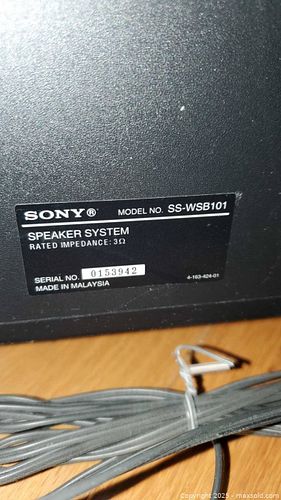 SONY® MODEL NO. SS-WSB101
SPEAKER SYSTEM
RATED IMPEDANCE: 3Ω
SERIAL NO. 0153942
MADE IN MALAYSIA 4-163-424-01
Copyright 2025 - maxsold.com